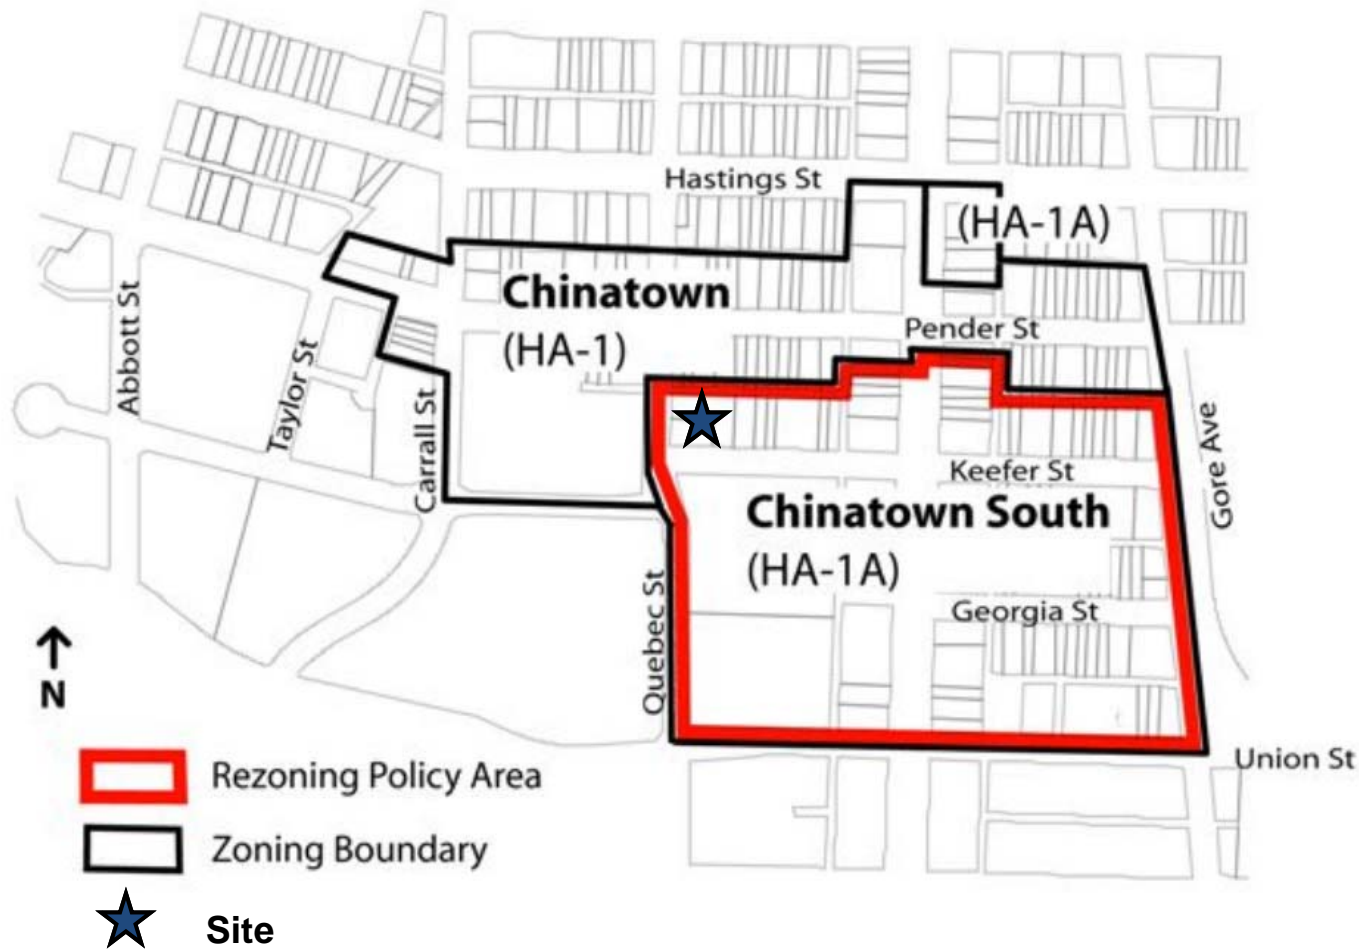 Hastings St
(HA-1A)
Chinatown
(HA-1)
Pender St
Abbott St
Taylor St
Carrall St
Gore Ave
Keefer St
Chinatown South
(HA-1A)
Georgia St
Quebec St
N
Union St
Rezoning Policy Area
Zoning Boundary
Site